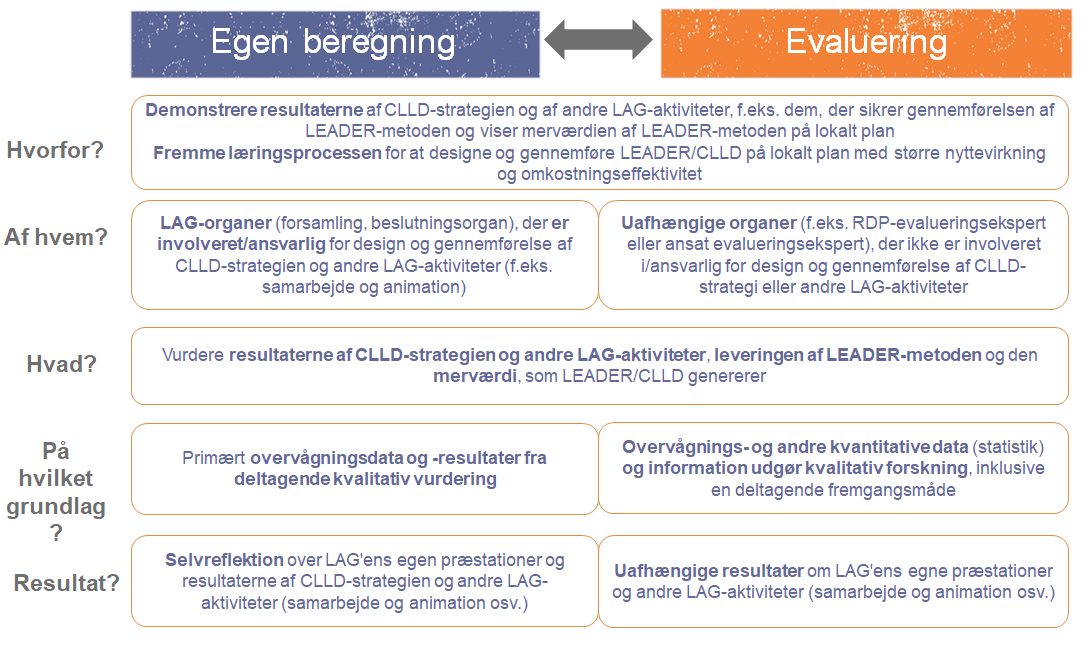 Egen beregning
Evaluering
Hvorfor?
Demonstrere resultaterne af CLLD-strategien og af andre LAG-aktiviteter, f.eks. dem, der sikrer gennemførelsen af
LEADER-metoden og viser merværdien af LEADER-metoden på lokalt plan
Fremme læringsprocessen for at designe og gennemføre LEADER/CLLD på lokalt plan med større nyttevirkning
og omkostningseffektivitet
Af hvem?
LAG-organer (forsamling, beslutningsorgan), der er
involveret/ansvarlig for design og gennemførelse af
CLLD-strategien og andre LAG-aktiviteter (f.eks.
samarbejde og animation)
Uafhængige organer (f.eks. RDP-evalueringsekspert
eller ansat evalueringsekspert), der ikke er involveret
i/ansvarlig for design og gennemførelse af CLLD-
strategi eller andre LAG-aktiviteter
Hvad?
Vurdere resultaterne af CLLD-strategien og andre LAG-aktiviteter, leveringen af LEADER-metoden og den
merværdi, som LEADER/CLLD genererer
På
hvilket
grundlag
?
Primært overvågningsdata og -resultater fra
deltagende kvalitativ vurdering
Overvågnings- og andre kvantitative data (statistik)
og information udgør kvalitativ forskning, inklusive
en deltagende fremgangsmåde
Resultat?
Selvreflektion over LAG'ens egen præstationer og
resultaterne af CLLD-strategien og andre LAG-
aktiviteter (samarbejde og animation osv.)
Uafhængige resultater om LAG'ens egne præstationer
og andre LAG-aktiviteter (samarbejde og animation osv.)